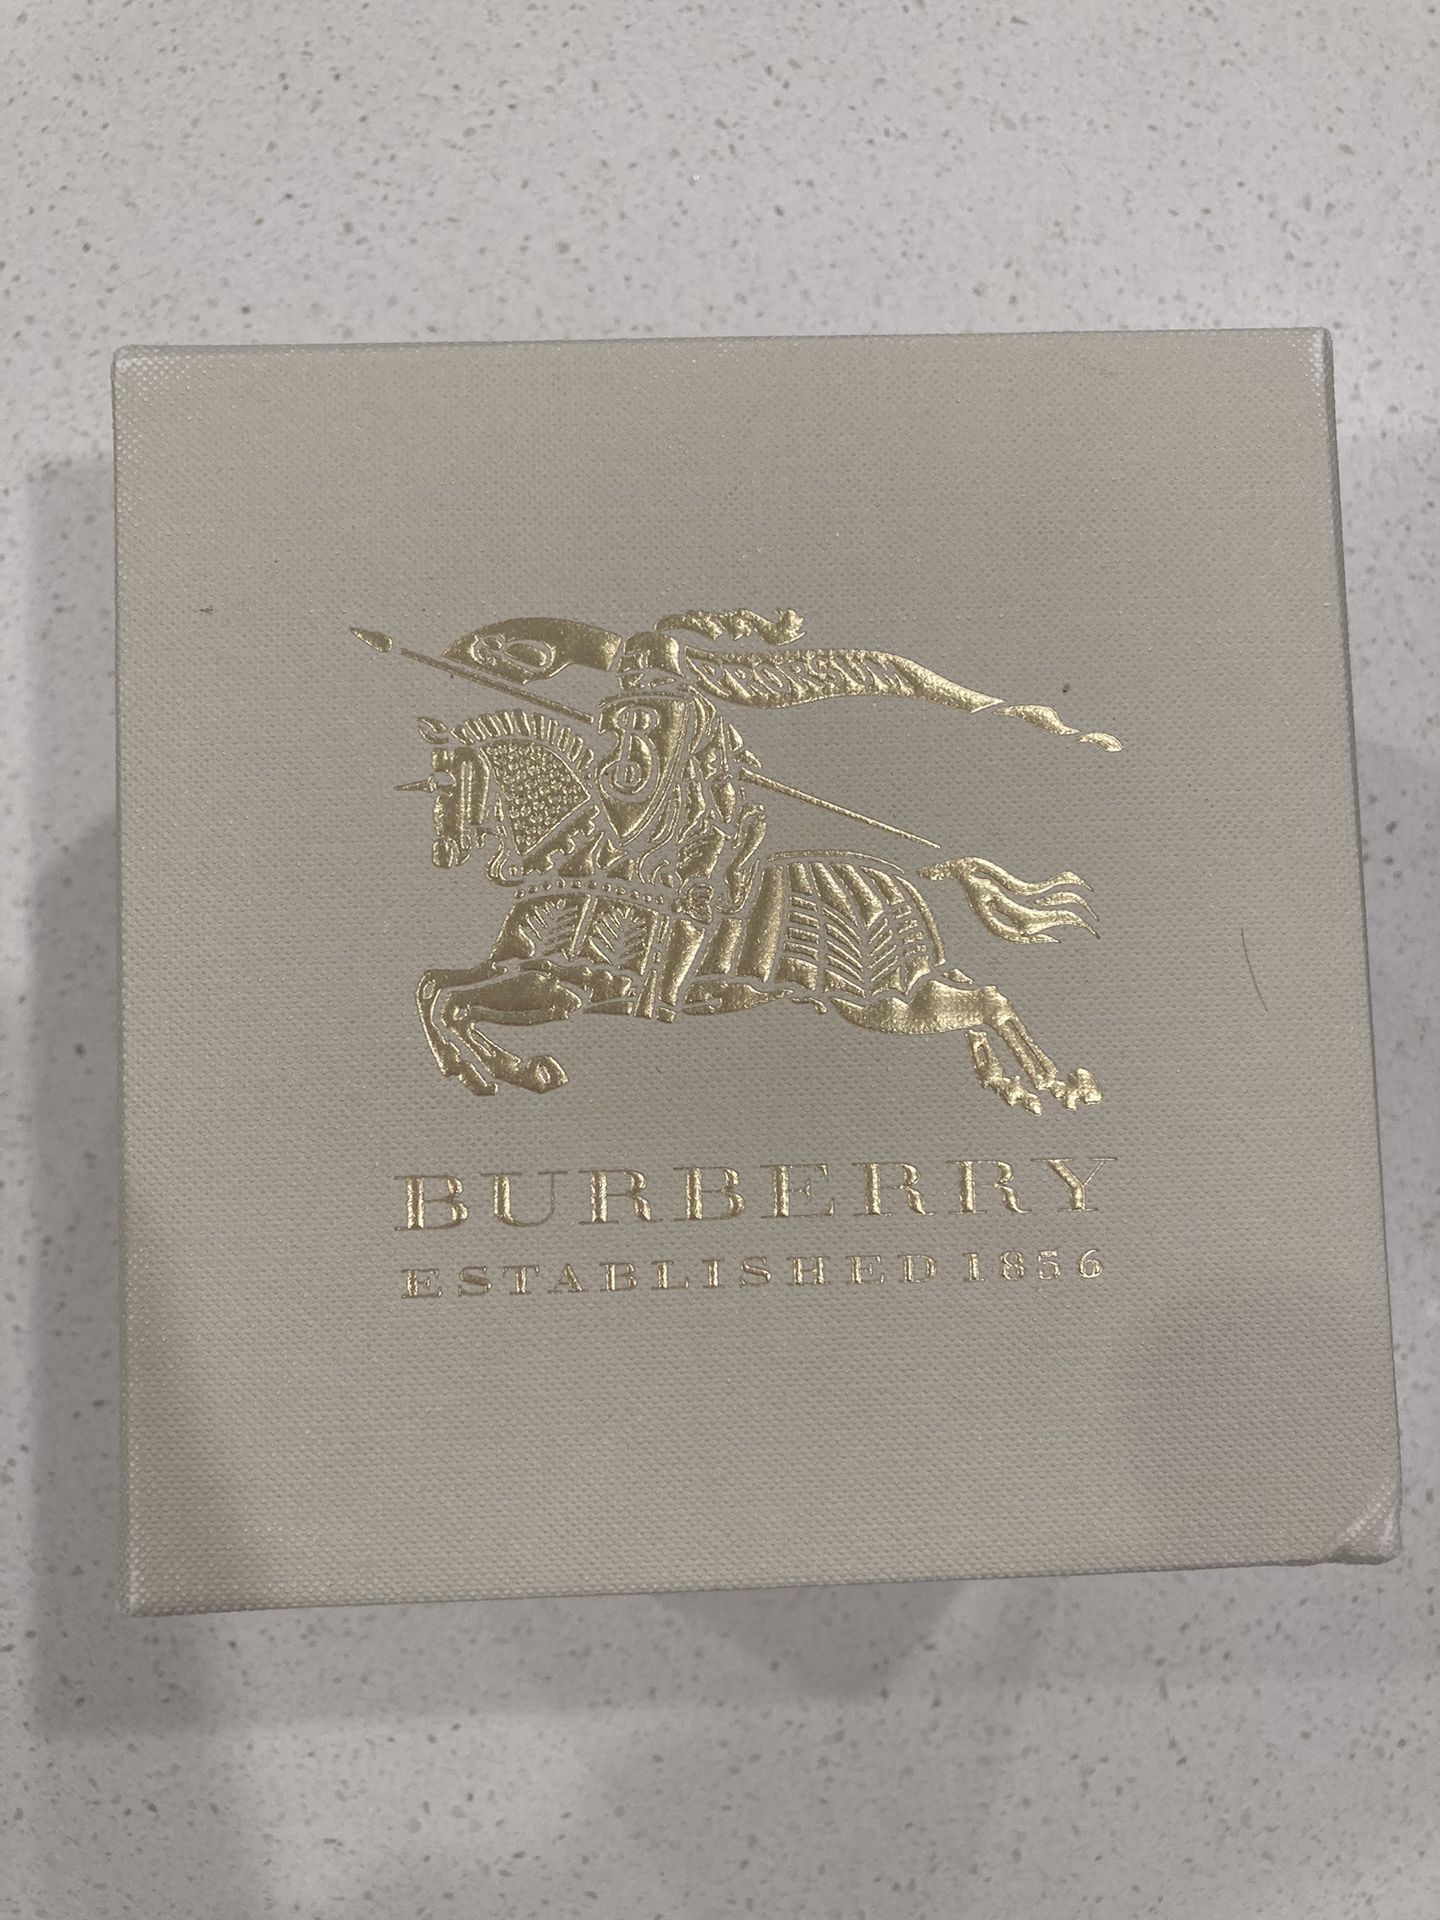 PRORSUM
B
BURBERRY
ESTABLISHED 1856